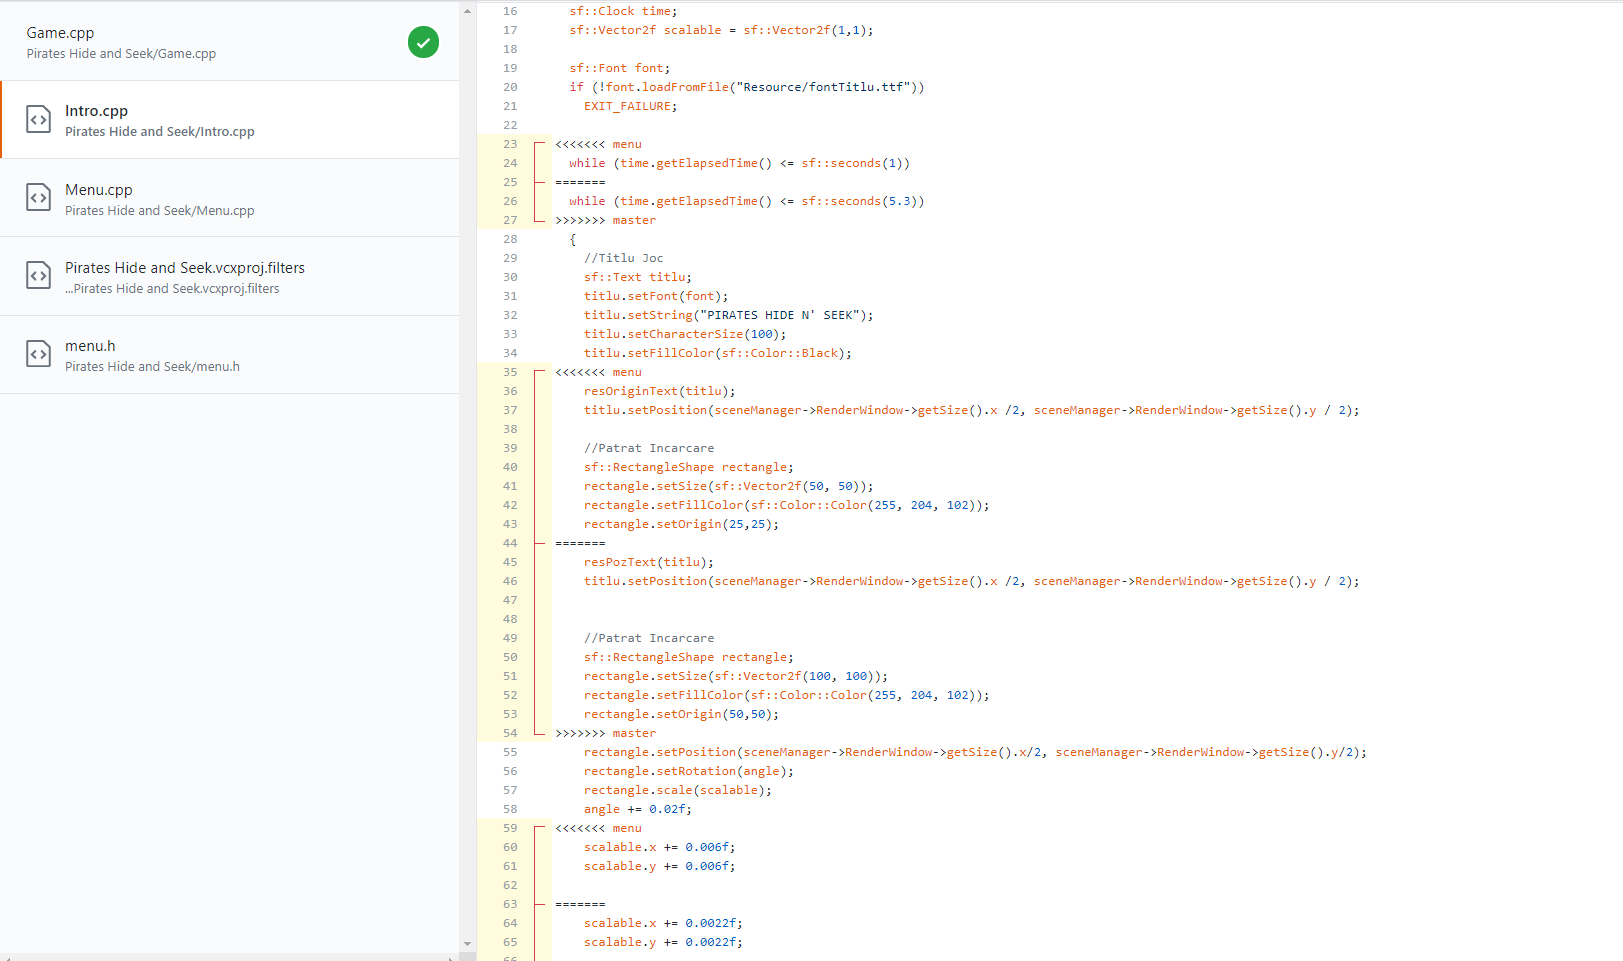 Game.cpp
Pirates Hide and Seek/Game.cpp
Intro.cpp
Pirates Hide and Seek/Intro.cpp
Menu.cpp
Pirates Hide and Seek/Menu.cpp
Pirates Hide and Seek.vcxproj.filters
...Pirates Hide and Seek.vcxproj.filters
menu.h
Pirates Hide and Seek/menu.h
16 sf::Clock time;
17 sf::Vector2f scalable = sf::Vector2f(1,1);
18
19 sf::Font font;
20 if (!font.loadFromFile("Resource/fontTitlu.ttf"))
21 EXIT_FAILURE;
22
23 <<<<<<< menu
24 while (time.getElapsedTime() <= sf::seconds(1))
25 =======
26 while (time.getElapsedTime() <= sf::seconds(5.3))
27 >>>>>>> master
28 {
29 //Titlu Joc
30 sf::Text titlu;
31 titlu.setFont(font);
32 titlu.setString("PIRATES HIDE N' SEEK");
33 titlu.setCharacterSize(100);
34 titlu.setFillColor(sf::Color::Black);
35 <<<<<<< menu
36 resOriginText(titlu);
37 titlu.setPosition(sceneManager->RenderWindow->getSize().x /2, sceneManager->RenderWindow->getSize().y / 2);
38
39 //Patrat Incarcare
40 sf::RectangleShape rectangle;
41 rectangle.setSize(sf::Vector2f(50, 50));
42 rectangle.setFillColor(sf::Color::Color(255, 204, 102));
43 rectangle.setOrigin(25,25);
44 =======
45 resPozText(titlu);
46 titlu.setPosition(sceneManager->RenderWindow->getSize().x /2, sceneManager->RenderWindow->getSize().y / 2);
47
48
49 //Patrat Incarcare
50 sf::RectangleShape rectangle;
51 rectangle.setSize(sf::Vector2f(100, 100));
52 rectangle.setFillColor(sf::Color::Color(255, 204, 102));
53 rectangle.setOrigin(50,50);
54 >>>>>>> master
55 rectangle.setPosition(sceneManager->RenderWindow->getSize().x/2, sceneManager->RenderWindow->getSize().y/2);
56 rectangle.setRotation(angle);
57 rectangle.scale(scalable);
58 angle += 0.02f;
59 <<<<<<< menu
60 scalable.x += 0.006f;
61 scalable.y += 0.006f;
62
63 =======
64 scalable.x += 0.0022f;
65 scalable.y += 0.0022f;
66